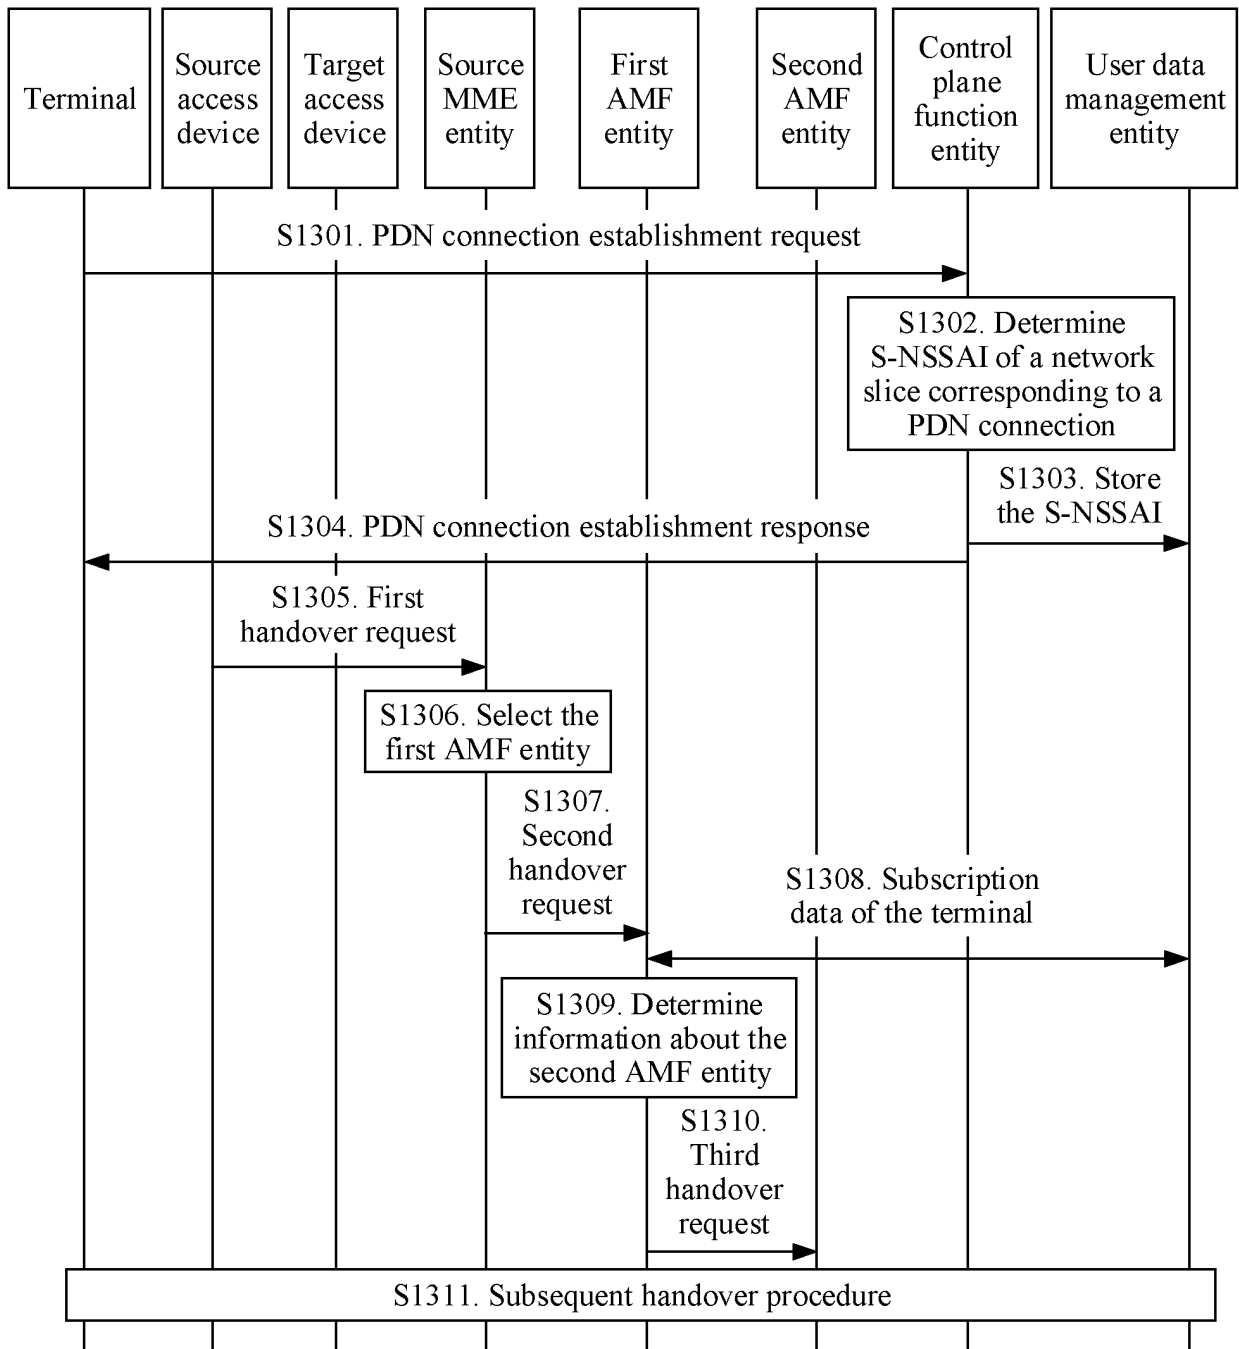 Terminal
Source
access
device
Target
access
device
Source
MME
entity
First
AMF
entity
Second
AMF
entity
Control
plane
function
entity
User data
management
entity
S1301. PDN connection establishment request
S1302. Determine
S-NSSAI of a network
slice corresponding to a
PDN connection
S1303. Store
the S-NSSAI
S1304. PDN connection establishment response
S1305. First
handover request
S1306. Select the
first AMF entity
S1307.
Second
handover
request
S1308. Subscription
data of the terminal
S1309. Determine
information about the
second AMF entity
S1310.
Third
handover
request
S1311. Subsequent handover procedure